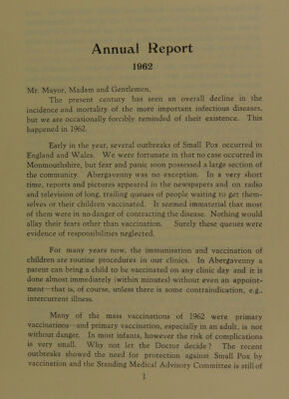 Annual Report
1962
Mr. Mayor, Madam and Gentlemen,
The present century has seen an overall decline in the
incidence and mortality of the more important infectious diseases,
but we are occasionally forcibly reminded of their existence. This
happened in 1962.
Early in the year, several outbreaks of Small Pox occurred in
England and Wales. We were fortunate in that no case occurred in
Monmouthshire, but fear and panic soon possessed a large section of
the community. Abergavenny was no exception. In a very short
time, reports and pictures appeared in the newspapers and on radio
and television of long, trailing queues of people waiting to get them-
selves or their children vaccinated. It seemed immaterial that most
of them were in no danger of contracting the disease. Nothing would
allay their fears other than vaccination. Surely these queues were
evidence of responsibilities neglected.
For many years now, the immunisation and vaccination of
children are routine procedures in our clinics. In Abergavenny a
parent can bring a child to be vaccinated on any clinic day and it is
done almost immediately (within minutes) without even an appoint-
ment—that is, of course, unless there is some contraindication, e.g.,
intercurrent illness.
Many of the mass vaccinations of 1962 were primary
vaccinations—and primary vaccination, especially in an adult, is not
without danger. In most infants, however the risk of complications
is very small. Why not let the Doctor decide? The recent
outbreaks showed the need for protection against Small Pox by
vaccination and the Standing Medical Advisory Committee is still of
1